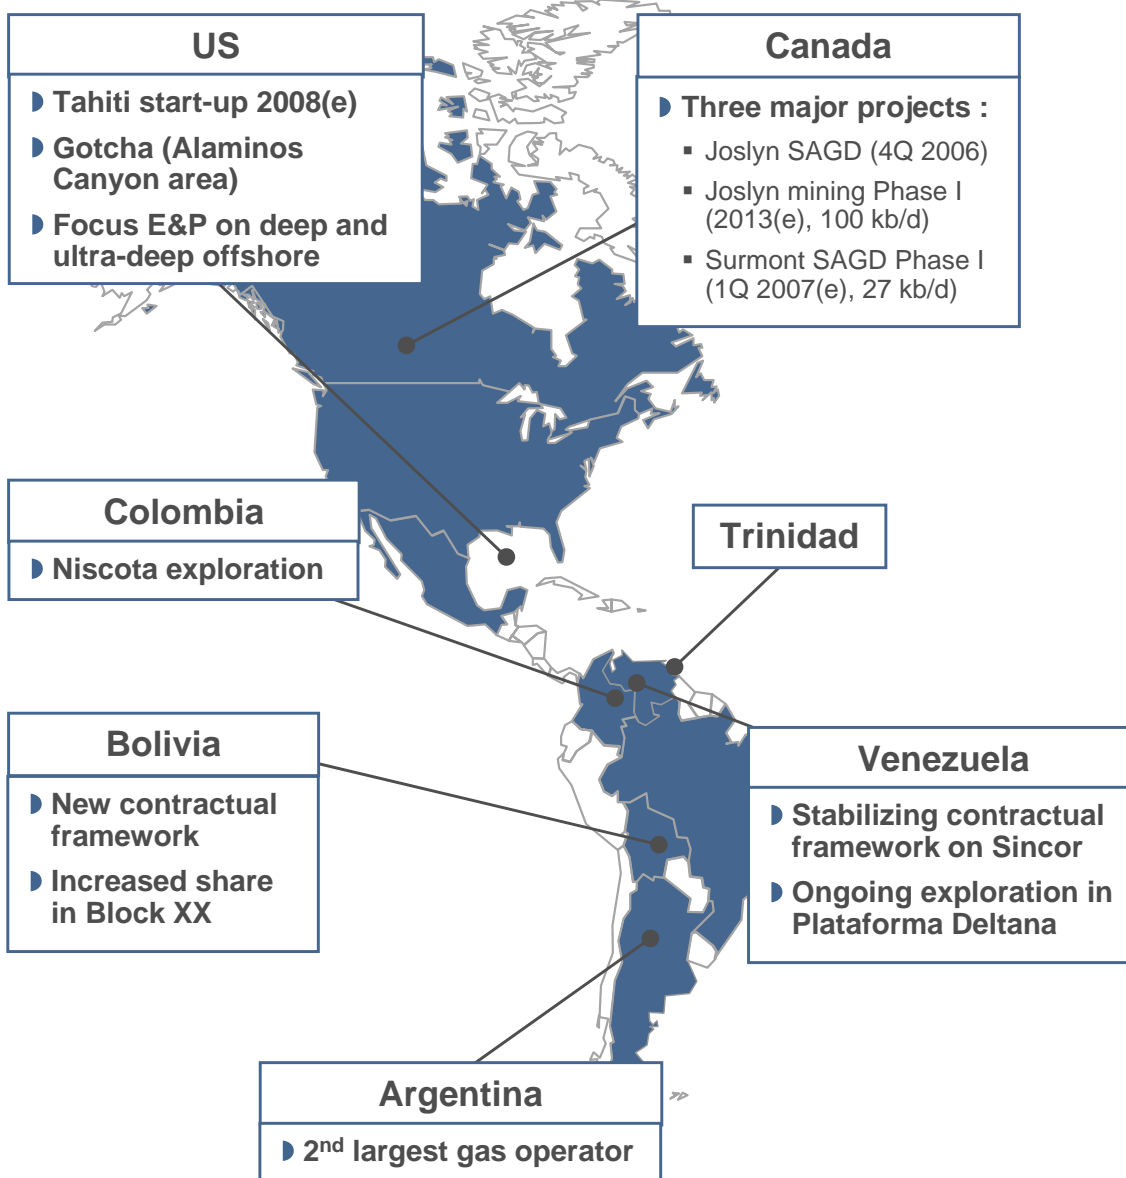 US
Tahiti start-up 2008(e)
Gotcha (Alaminos
Canyon area)
Focus E&P on deep and
ultra-deep offshore
Canada
Three major projects :
Joslyn SAGD (4Q 2006)
Joslyn mining Phase I
(2013(e), 100 kb/d)
Surmont SAGD Phase I
(1Q 2007(e), 27 kb/d)
Colombia
Niscota exploration
Trinidad
Bolivia
New contractual
framework
Increased share
in Block XX
Venezuela
Stabilizing contractual
framework on Sincor
Ongoing exploration in
Plataforma Deltana
Argentina
2nd largest gas operator